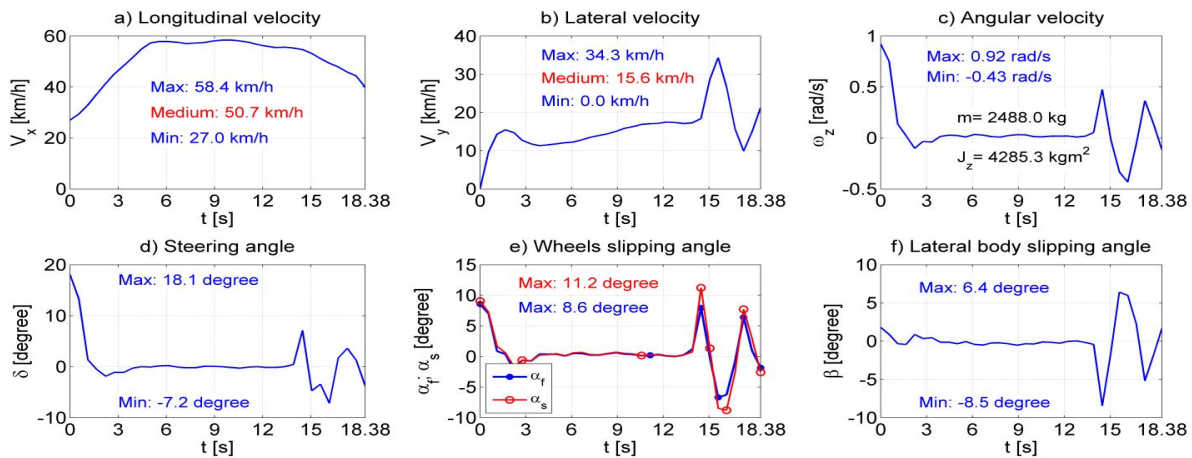 a) Longitudinal velocity
60
40
20
0
V_x [km/h]
Max: 58.4 km/h
Medium: 50.7 km/h
Min: 27.0 km/h
0 3 6 9 12 15 18.38
t [s]
b) Lateral velocity
40
30
20
10
0
V_y [km/h]
Max: 34.3 km/h
Medium: 15.6 km/h
Min: 0.0 km/h
0 3 6 9 12 15 18.38
t [s]
c) Angular velocity
1
0.5
0
-0.5
ω_z [rad/s]
Max: 0.92 rad/s
Min: -0.43 rad/s
m= 2488.0 kg
J_z= 4285.3 kgm²
0 3 6 9 12 15 18.38
t [s]
d) Steering angle
20
10
0
-10
δ [degree]
Max: 18.1 degree
Min: -7.2 degree
0 3 6 9 12 15 18.38
t [s]
e) Wheels slipping angle
15
10
5
0
-5
-10
α_f; α_s [degree]
Max: 11.2 degree
Max: 8.6 degree
α_f
α_s
0 3 6 9 12 15 18.38
t [s]
f) Lateral body slipping angle
10
5
0
-5
-10
β [degree]
Max: 6.4 degree
Min: -8.5 degree
0 3 6 9 12 15 18.38
t [s]